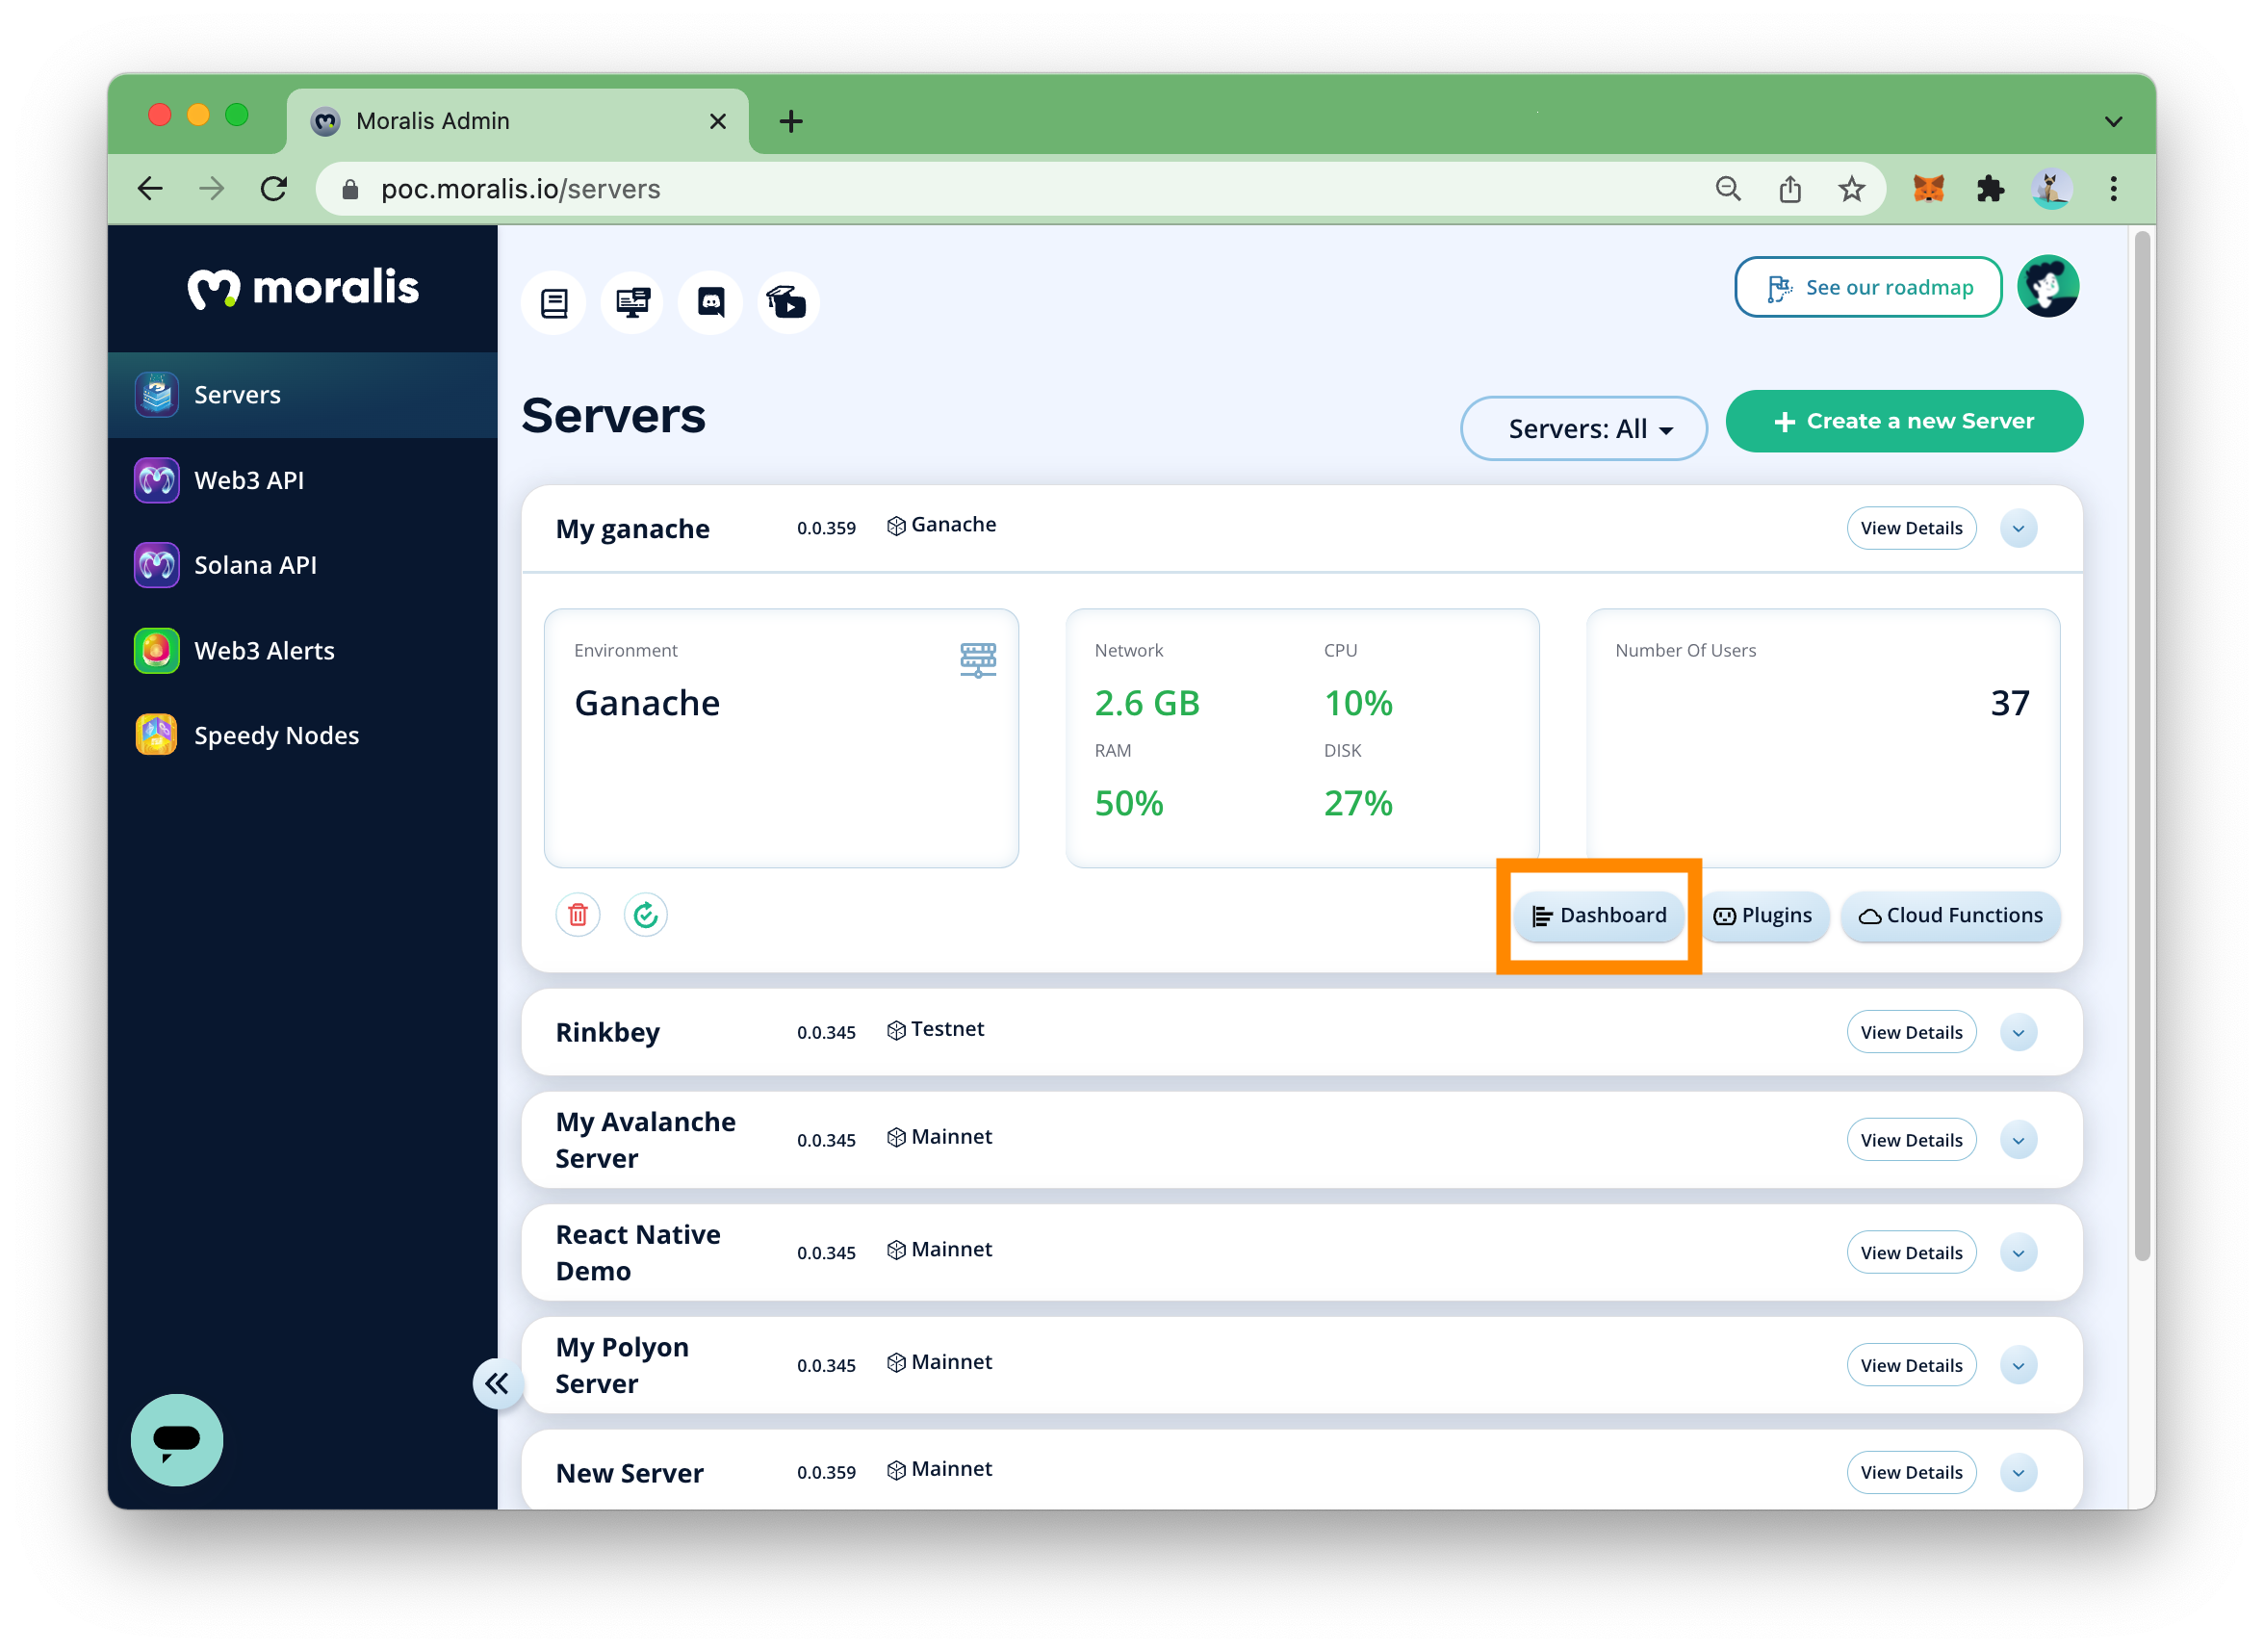 Moralis Admin
poc.moralis.io/servers
moralis
See our roadmap
Servers
Web3 API
Solana API
Web3 Alerts
Speedy Nodes
Servers
Servers: All
Create a new Server
My ganache 0.0.359 Ganache View Details
Environment
Ganache
Network CPU
2.6 GB 10%
RAM DISK
50% 27%
Number Of Users
37
Dashboard Plugins Cloud Functions
Rinkbey 0.0.345 Testnet View Details
My Avalanche
Server
0.0.345 Mainnet View Details
React Native
Demo
0.0.345 Mainnet View Details
My Polyon
Server
0.0.345 Mainnet View Details
New Server 0.0.359 Mainnet View Details